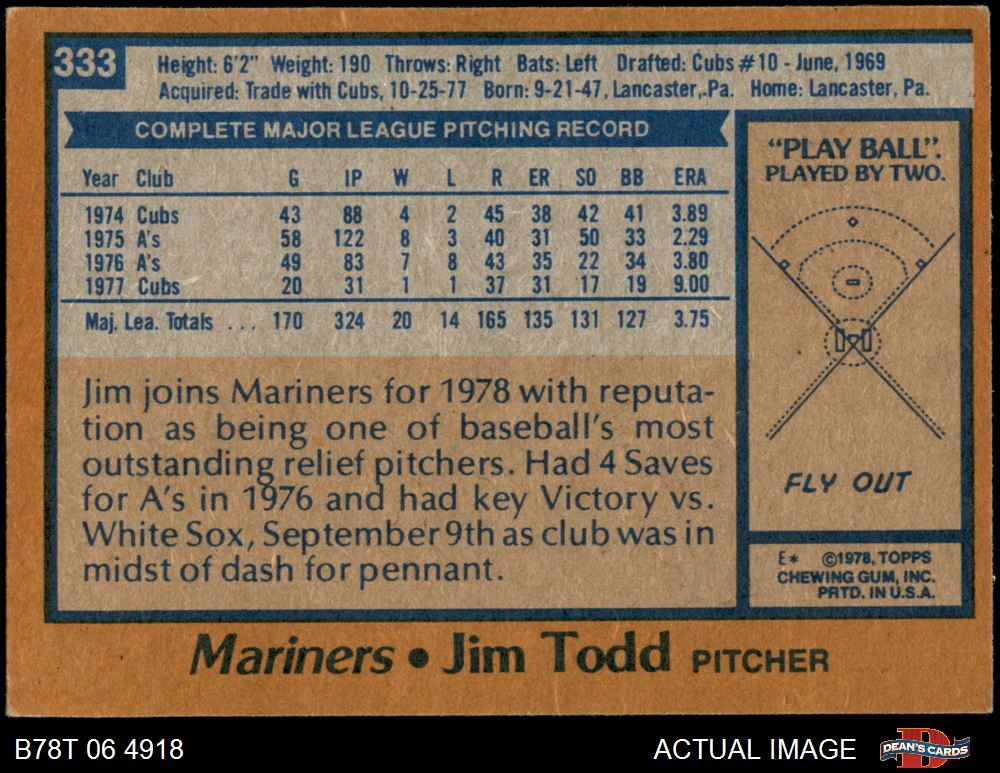 333
Height: 6'2" Weight: 190 Throws: Right Bats: Left Drafted: Cubs #10 - June, 1969
Acquired: Trade with Cubs, 10-25-77 Born: 9-21-47, Lancaster,.Pa. Home: Lancaster, Pa.
COMPLETE MAJOR LEAGUE PITCHING RECORD
Year Club G IP W L R ER SO BB ERA
1974 Cubs 43 88 4 2 45 38 42 41 3.89
1975 A's 58 122 8 3 40 31 50 33 2.29
1976 A's 49 83 7 8 43 35 22 34 3.80
1977 Cubs 20 31 1 1 37 31 17 19 9.00
Maj. Lea. Totals ... 170 324 20 14 165 135 131 127 3.75
Jim joins Mariners for 1978 with reputa-
tion as being one of baseball's most
outstanding relief pitchers. Had 4 Saves
for A's in 1976 and had key Victory vs.
White Sox, September 9th as club was in
midst of dash for pennant.
"PLAY BALL".
PLAYED BY TWO.
FLY OUT
E* ©1978, TOPPS
CHEWING GUM, INC.
PRTD. IN U.S.A.
Mariners • Jim Todd PITCHER
B78T 06 4918
ACTUAL IMAGE
DEAN'S CARDS